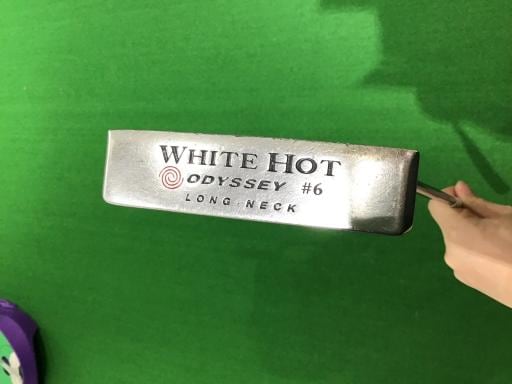 WHITE HOT
ODYSSEY #6
LONG NECK